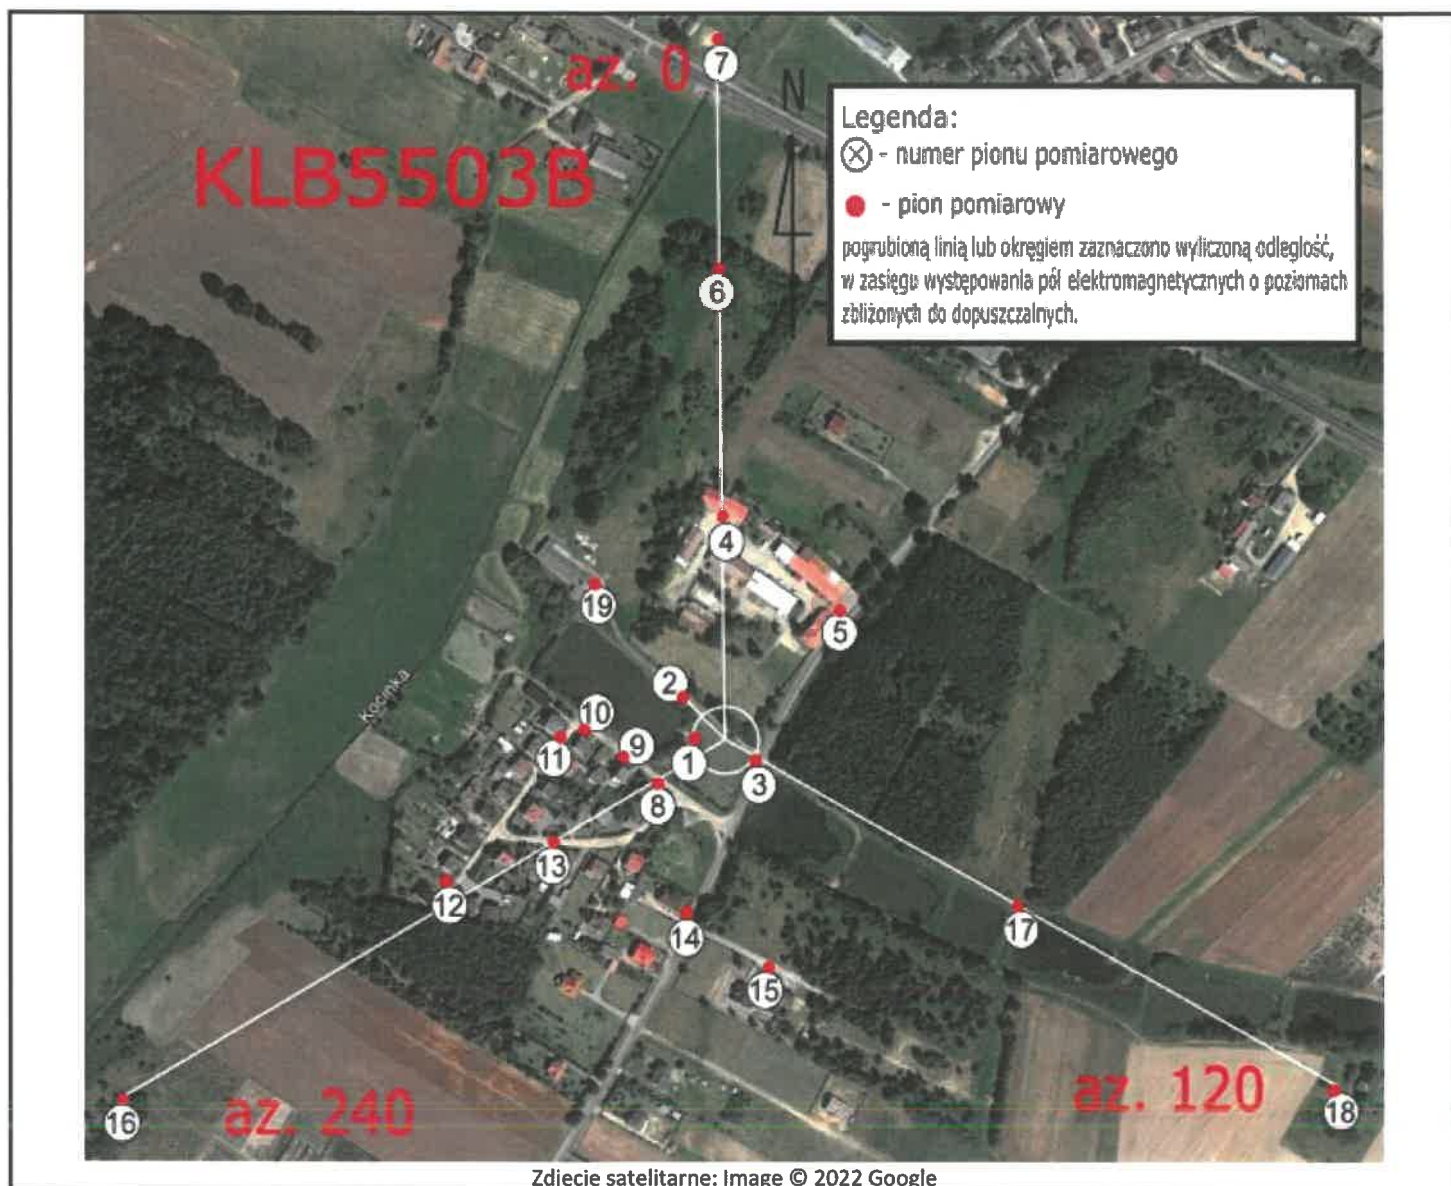 7
az. 0
N
KLB5503B
Legenda:
- numer pionu pomiarowego
- pion pomiarowy
pogrubioną linią lub okręgiem zaznaczono wyliczoną odległość,
w zasięgu występowania pól elektromagnetycznych o poziomach
zbliżonych do dopuszczalnych.
6
4
19
5
2
Kocinka
10
11
9
1
3
8
13
12
14
17
15
az. 120
az. 240
16
18
Zdjęcie satelitarne: Image © 2022 Google